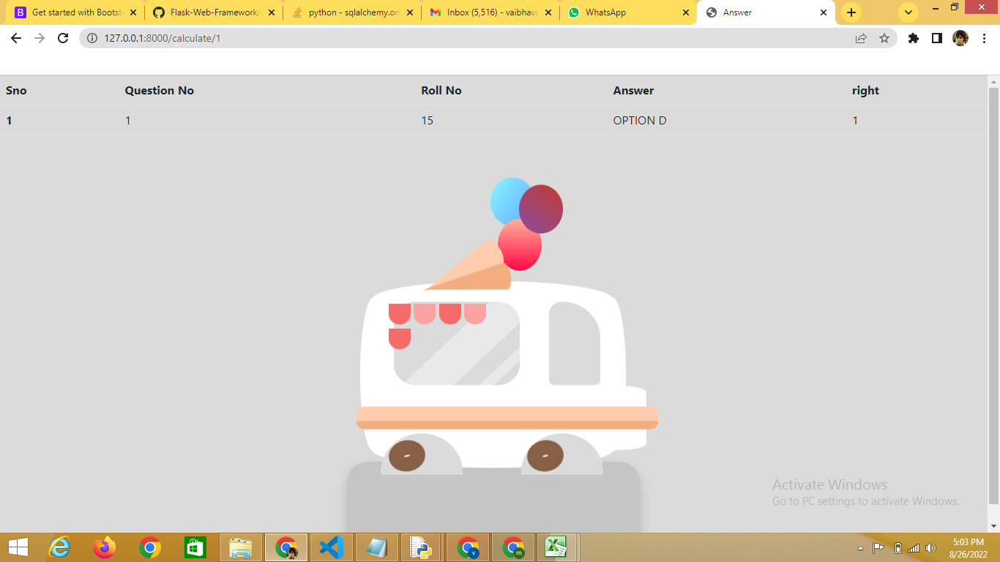 Get started with Bootst
Flask-Web-Framework/
python - sqlalchemy.or
Inbox (5,516) - vaibhav
WhatsApp
Answer
127.0.0.1:8000/calculate/1
Sno Question No Roll No Answer right
1 1 15 OPTION D 1
Activate Windows
Go to PC settings to activate Windows.
5:03 PM
8/26/2022